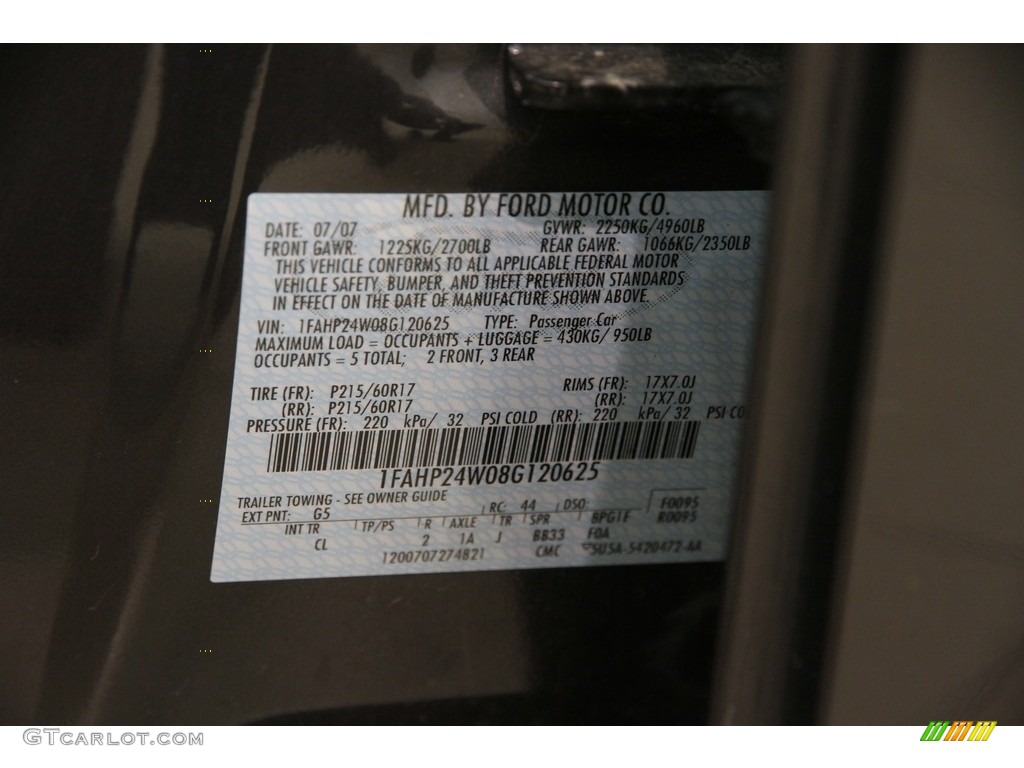 MFD. BY FORD MOTOR CO.
DATE: 07/07 GVWR: 2250KG/4960LB
FRONT GAWR: 1225KG/2700LB REAR GAWR: 1066KG/2350LB
THIS VEHICLE CONFORMS TO ALL APPLICABLE FEDERAL MOTOR
VEHICLE SAFETY, BUMPER, AND THEFT PREVENTION STANDARDS
IN EFFECT ON THE DATE OF MANUFACTURE SHOWN ABOVE.
VIN: 1FAHP24W08G120625 TYPE: Passenger Car
MAXIMUM LOAD = OCCUPANTS + LUGGAGE = 430KG/ 950LB
OCCUPANTS = 5 TOTAL; 2 FRONT, 3 REAR
TIRE (FR): P215/60R17 RIMS (FR): 17X7.0J
(RR): P215/60R17 (RR): 17X7.0J
PRESSURE (FR): 220 kPa/ 32 PSI COLD (RR): 220 kPa/ 32 PSI CO
1FAHP24W08G120625
TRAILER TOWING - SEE OWNER GUIDE
EXT PNT: G5 RC: 44 DSO: F0095
INT TR TP/PS R AXLE TR SPR BPG1F R0095
CL 2 1A J BB33 F0A
1200707274821 CMC 5U5A-5420472-AA
GTcarlot.com